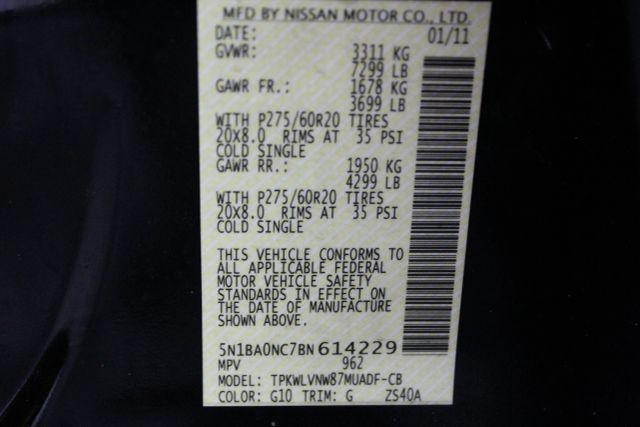 MFD BY NISSAN MOTOR CO., LTD.
DATE: 01/11
GVWR: 3311 KG
7299 LB
GAWR FR.: 1678 KG
3699 LB
WITH P275/60R20 TIRES
20X8.0 RIMS AT 35 PSI
COLD SINGLE
GAWR RR.: 1950 KG
4299 LB
WITH P275/60R20 TIRES
20X8.0 RIMS AT 35 PSI
COLD SINGLE
THIS VEHICLE CONFORMS TO
ALL APPLICABLE FEDERAL
MOTOR VEHICLE SAFETY
STANDARDS IN EFFECT ON
THE DATE OF MANUFACTURE
SHOWN ABOVE.
5N1BA0NC7BN614229
MPV 962
MODEL: TPKWLVNW87MUADF-CB
COLOR: G10 TRIM: G ZS40A